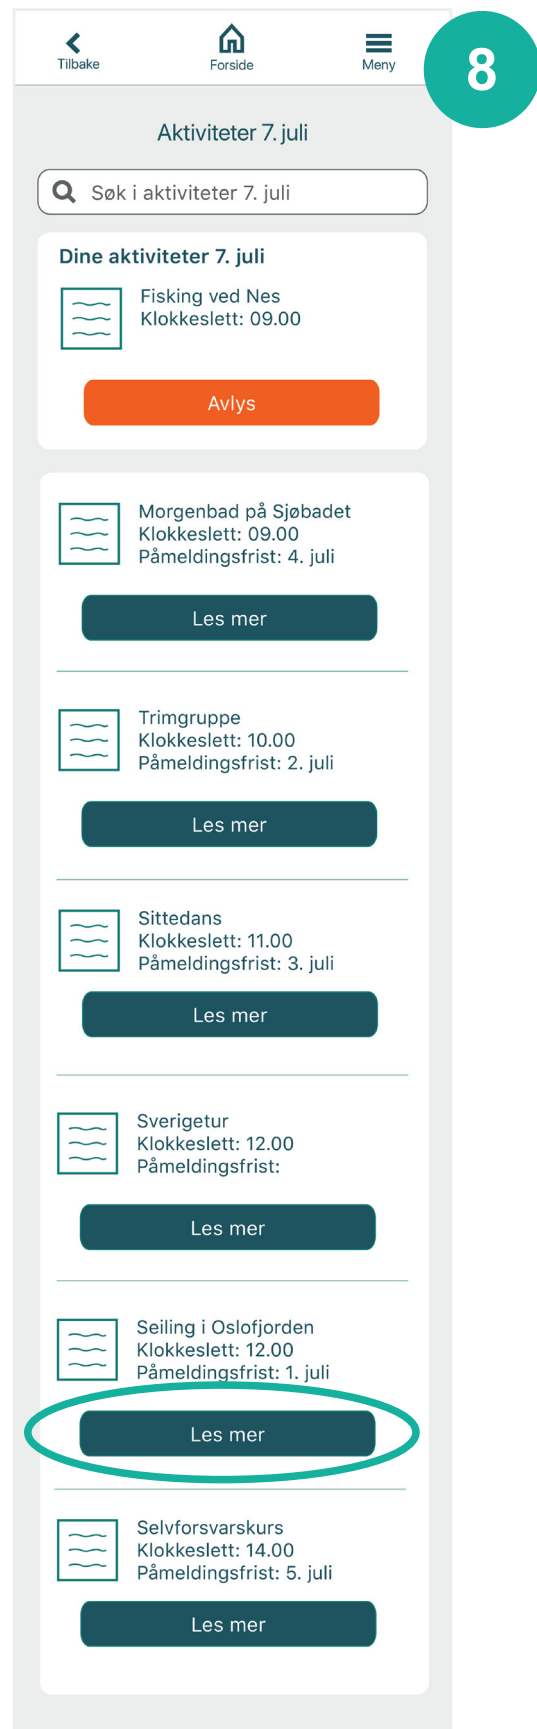 Tilbake
Forside
Meny
8
Aktiviteter 7. juli
Søk i aktiviteter 7. juli
Dine aktiviteter 7. juli
Fisking ved Nes
Klokkeslett: 09.00
Avlys
Morgenbad på Sjøbadet
Klokkeslett: 09.00
Påmeldingsfrist: 4. juli
Les mer
Trimgruppe
Klokkeslett: 10.00
Påmeldingsfrist: 2. juli
Les mer
Sittedans
Klokkeslett: 11.00
Påmeldingsfrist: 3. juli
Les mer
Sverigetur
Klokkeslett: 12.00
Påmeldingsfrist:
Les mer
Seiling i Oslofjorden
Klokkeslett: 12.00
Påmeldingsfrist: 1. juli
Les mer
Selvforsvarskurs
Klokkeslett: 14.00
Påmeldingsfrist: 5. juli
Les mer